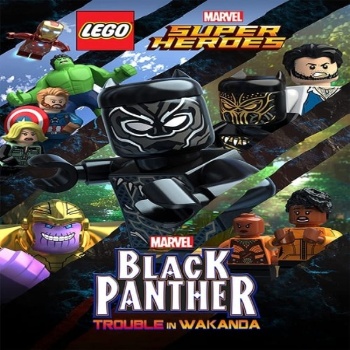 LEGO
MARVEL
SUPER HEROES
MARVEL
BLACK
PANTHER
TROUBLE IN WAKANDA